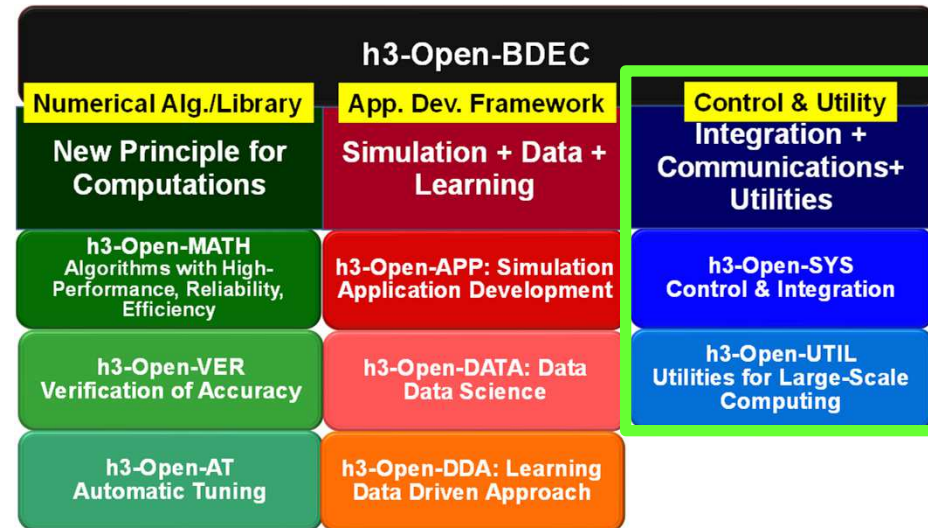 h3-Open-BDEC
Numerical Alg./Library
New Principle for
Computations
h3-Open-MATH
Algorithms with High-
Performance, Reliability,
Efficiency
h3-Open-VER
Verification of Accuracy
h3-Open-AT
Automatic Tuning
App. Dev. Framework
Simulation + Data +
Learning
h3-Open-APP: Simulation
Application Development
h3-Open-DATA: Data
Data Science
h3-Open-DDA: Learning
Data Driven Approach
Control & Utility
Integration +
Communications+
Utilities
h3-Open-SYS
Control & Integration
h3-Open-UTIL
Utilities for Large-Scale
Computing